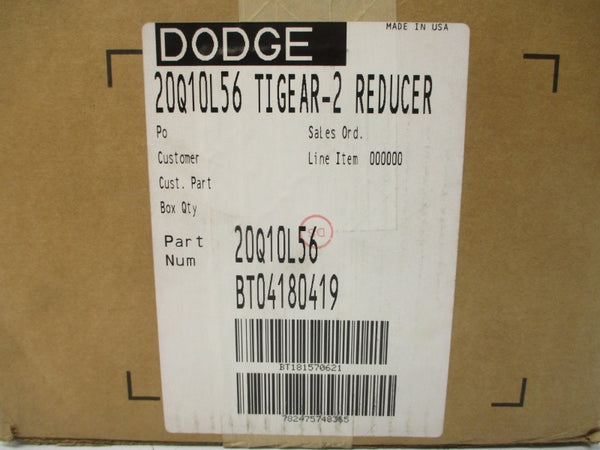 DODGE
MADE IN USA
20Q10L56 TIGEAR-2 REDUCER
Po
Sales Ord.
Customer
Line Item 000000
Cust. Part
Box Qty
Part Num
20Q10L56
BT04180419
BT181570621
782475748365